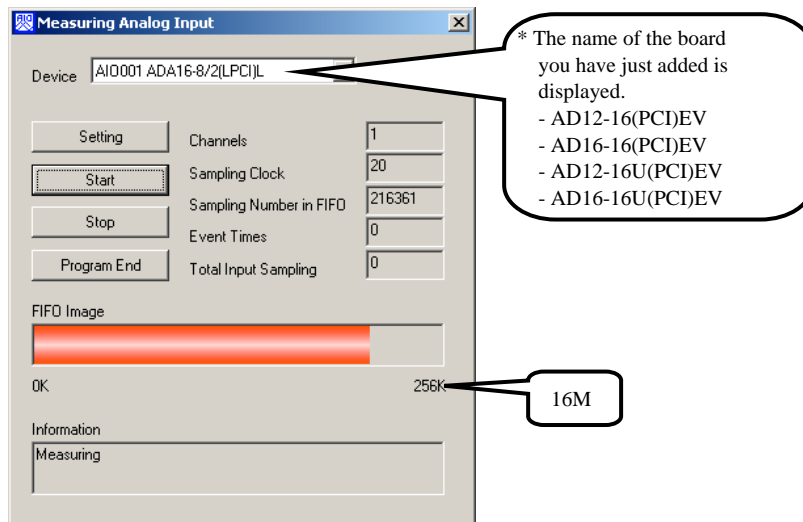 Measuring Analog Input
Device AIO001 ADA16-8/2(LPCI)L
Setting
Start
Stop
Program End
Channels 1
Sampling Clock 20
Sampling Number in FIFO 216361
Event Times 0
Total Input Sampling 0
FIFO Image
0K 256K
Information
Measuring
* The name of the board
you have just added is
displayed.
- AD12-16(PCI)EV
- AD16-16(PCI)EV
- AD12-16U(PCI)EV
- AD16-16U(PCI)EV
16M